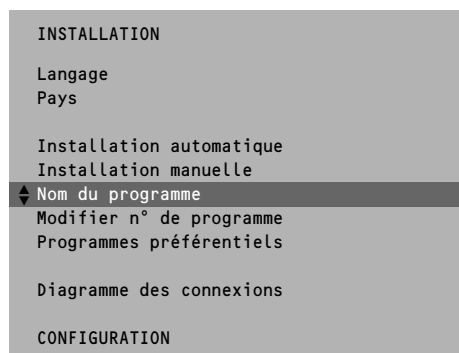 INSTALLATION
Langage
Pays
Installation automatique
Installation manuelle
Nom du programme
Modifier n° de programme
Programmes préférentiels
Diagramme des connexions
CONFIGURATION